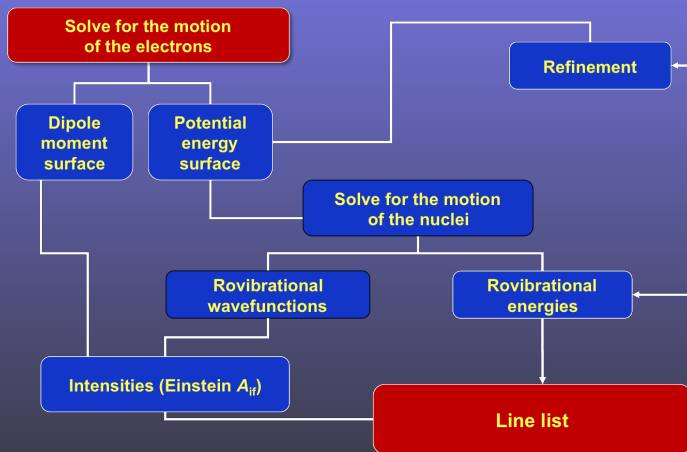 Solve for the motion
of the electrons
Refinement
Dipole
moment
surface
Potential
energy
surface
Solve for the motion
of the nuclei
Rovibrational
wavefunctions
Rovibrational
energies
Intensities (Einstein Aif)
Line list